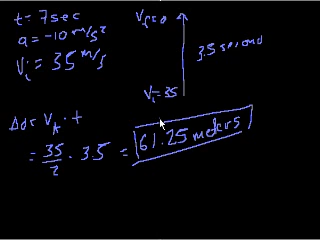 t = 7sec
a = -10 m/s²
Vi = 35 m/s
Vf = 0
3.5 second
Vi = 35
Δd = VA · t
= 35/2 · 3.5 = 61.25 meters